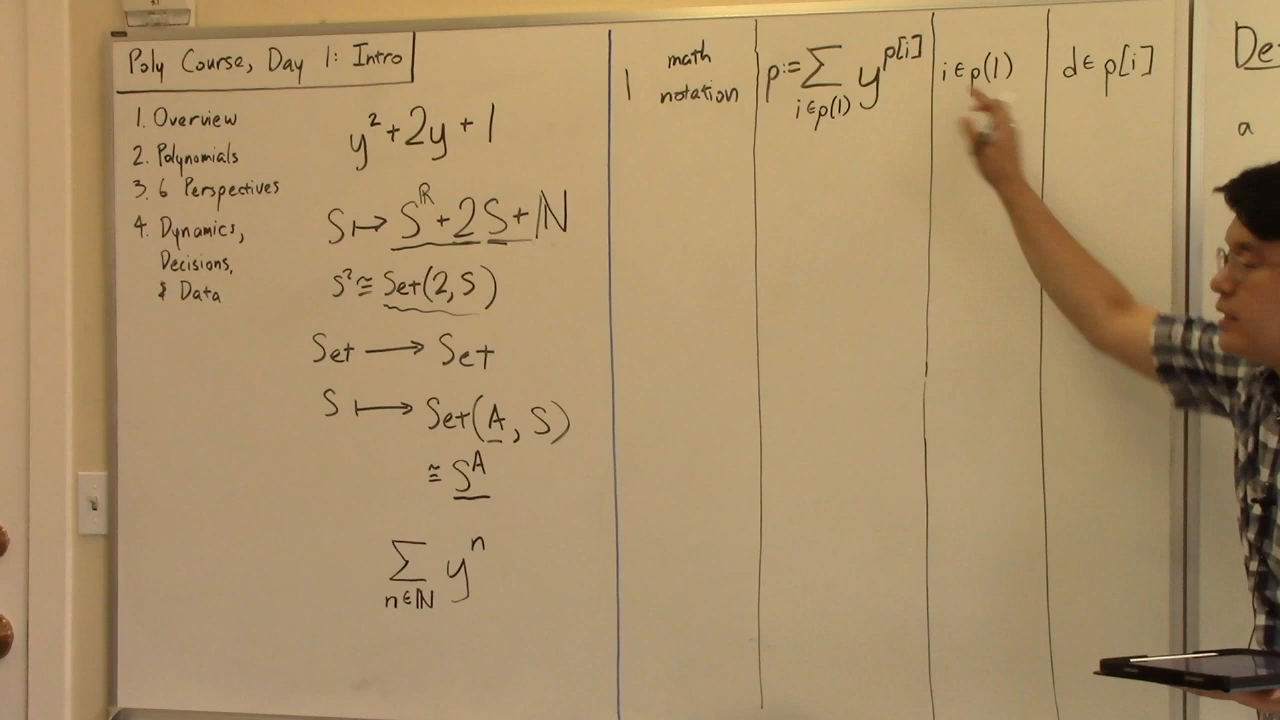 Poly Course, Day 1: Intro
1. Overview
2. Polynomials
3. 6 Perspectives
4. Dynamics,
Decisions,
& Data
y² + 2y + 1
S ↦ S^ℝ + 2S + ℕ
S² ≅ Set(2, S)
Set → Set
S ↦ Set(A, S)
≅ S^A
∑_{n∈ℕ} y^n
1
math
notation
p := ∑_{i∈p(1)} y^{p[i]}
i ∈ p(1)
d ∈ p[i]
a